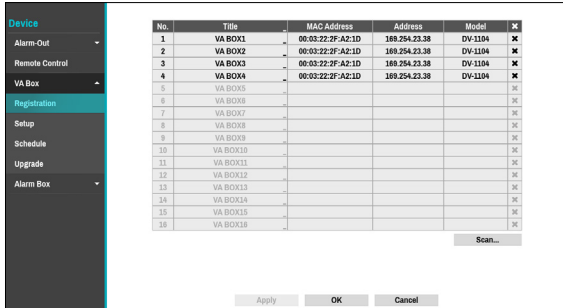 Device
Alarm-Out
Remote Control
VA Box
Registration
Setup
Schedule
Upgrade
Alarm Box
No. Title MAC Address Address Model ✖
1 VA BOX1 ... 00:03:22:2F:A2:1D 169.254.23.38 DV-1104 ✖
2 VA BOX2 ... 00:03:22:2F:A2:1D 169.254.23.38 DV-1104 ✖
3 VA BOX3 ... 00:03:22:2F:A2:1D 169.254.23.38 DV-1104 ✖
4 VA BOX4 ... 00:03:22:2F:A2:1D 169.254.23.38 DV-1104 ✖
5 VA BOX5 ... ✖
6 VA BOX6 ... ✖
7 VA BOX7 ... ✖
8 VA BOX8 ... ✖
9 VA BOX9 ... ✖
10 VA BOX10 ... ✖
11 VA BOX11 ... ✖
12 VA BOX12 ... ✖
13 VA BOX13 ... ✖
14 VA BOX14 ... ✖
15 VA BOX15 ... ✖
16 VA BOX16 ... ✖
Scan...
Apply OK Cancel